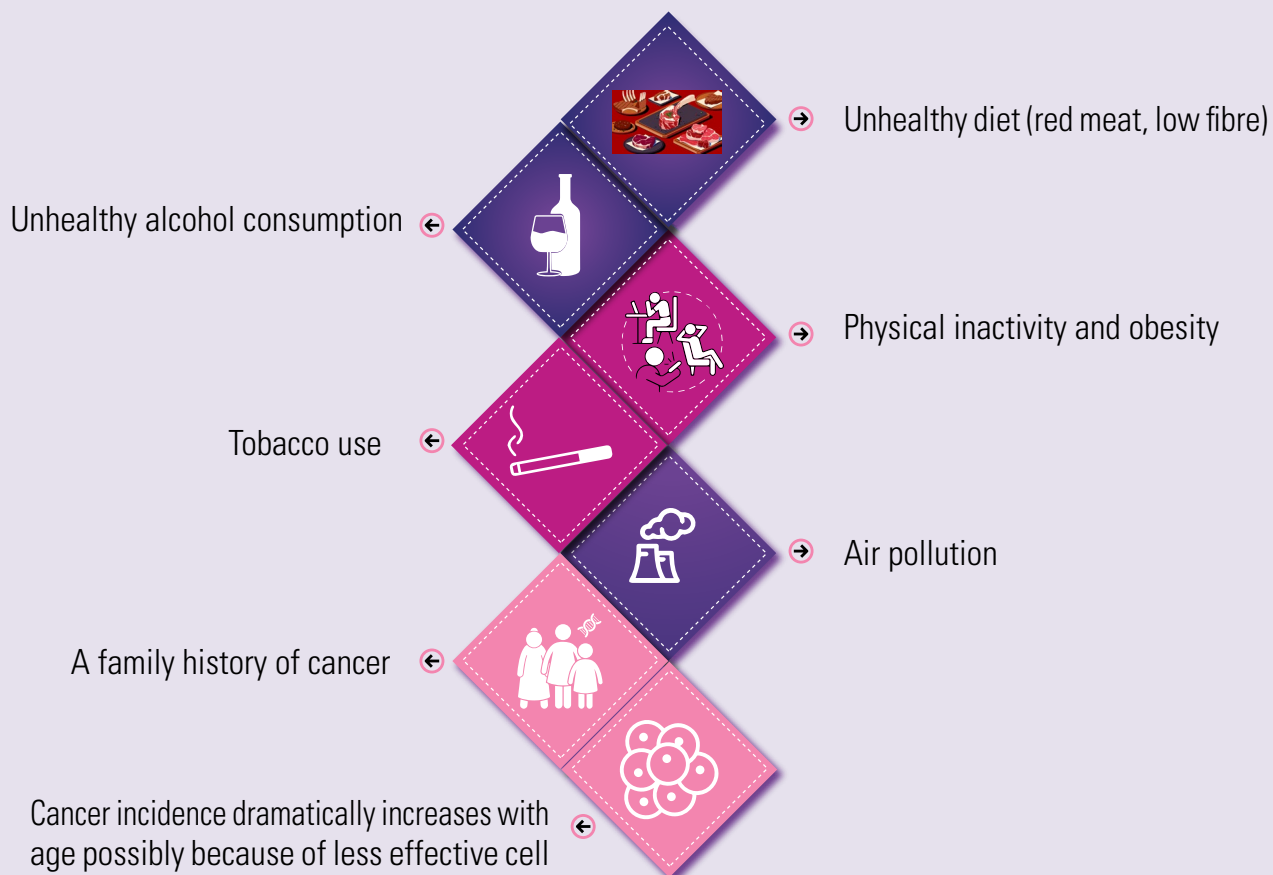 Unhealthy diet (red meat, low fibre)
Unhealthy alcohol consumption
Physical inactivity and obesity
Tobacco use
Air pollution
A family history of cancer
Cancer incidence dramatically increases with
age possibly because of less effective cell